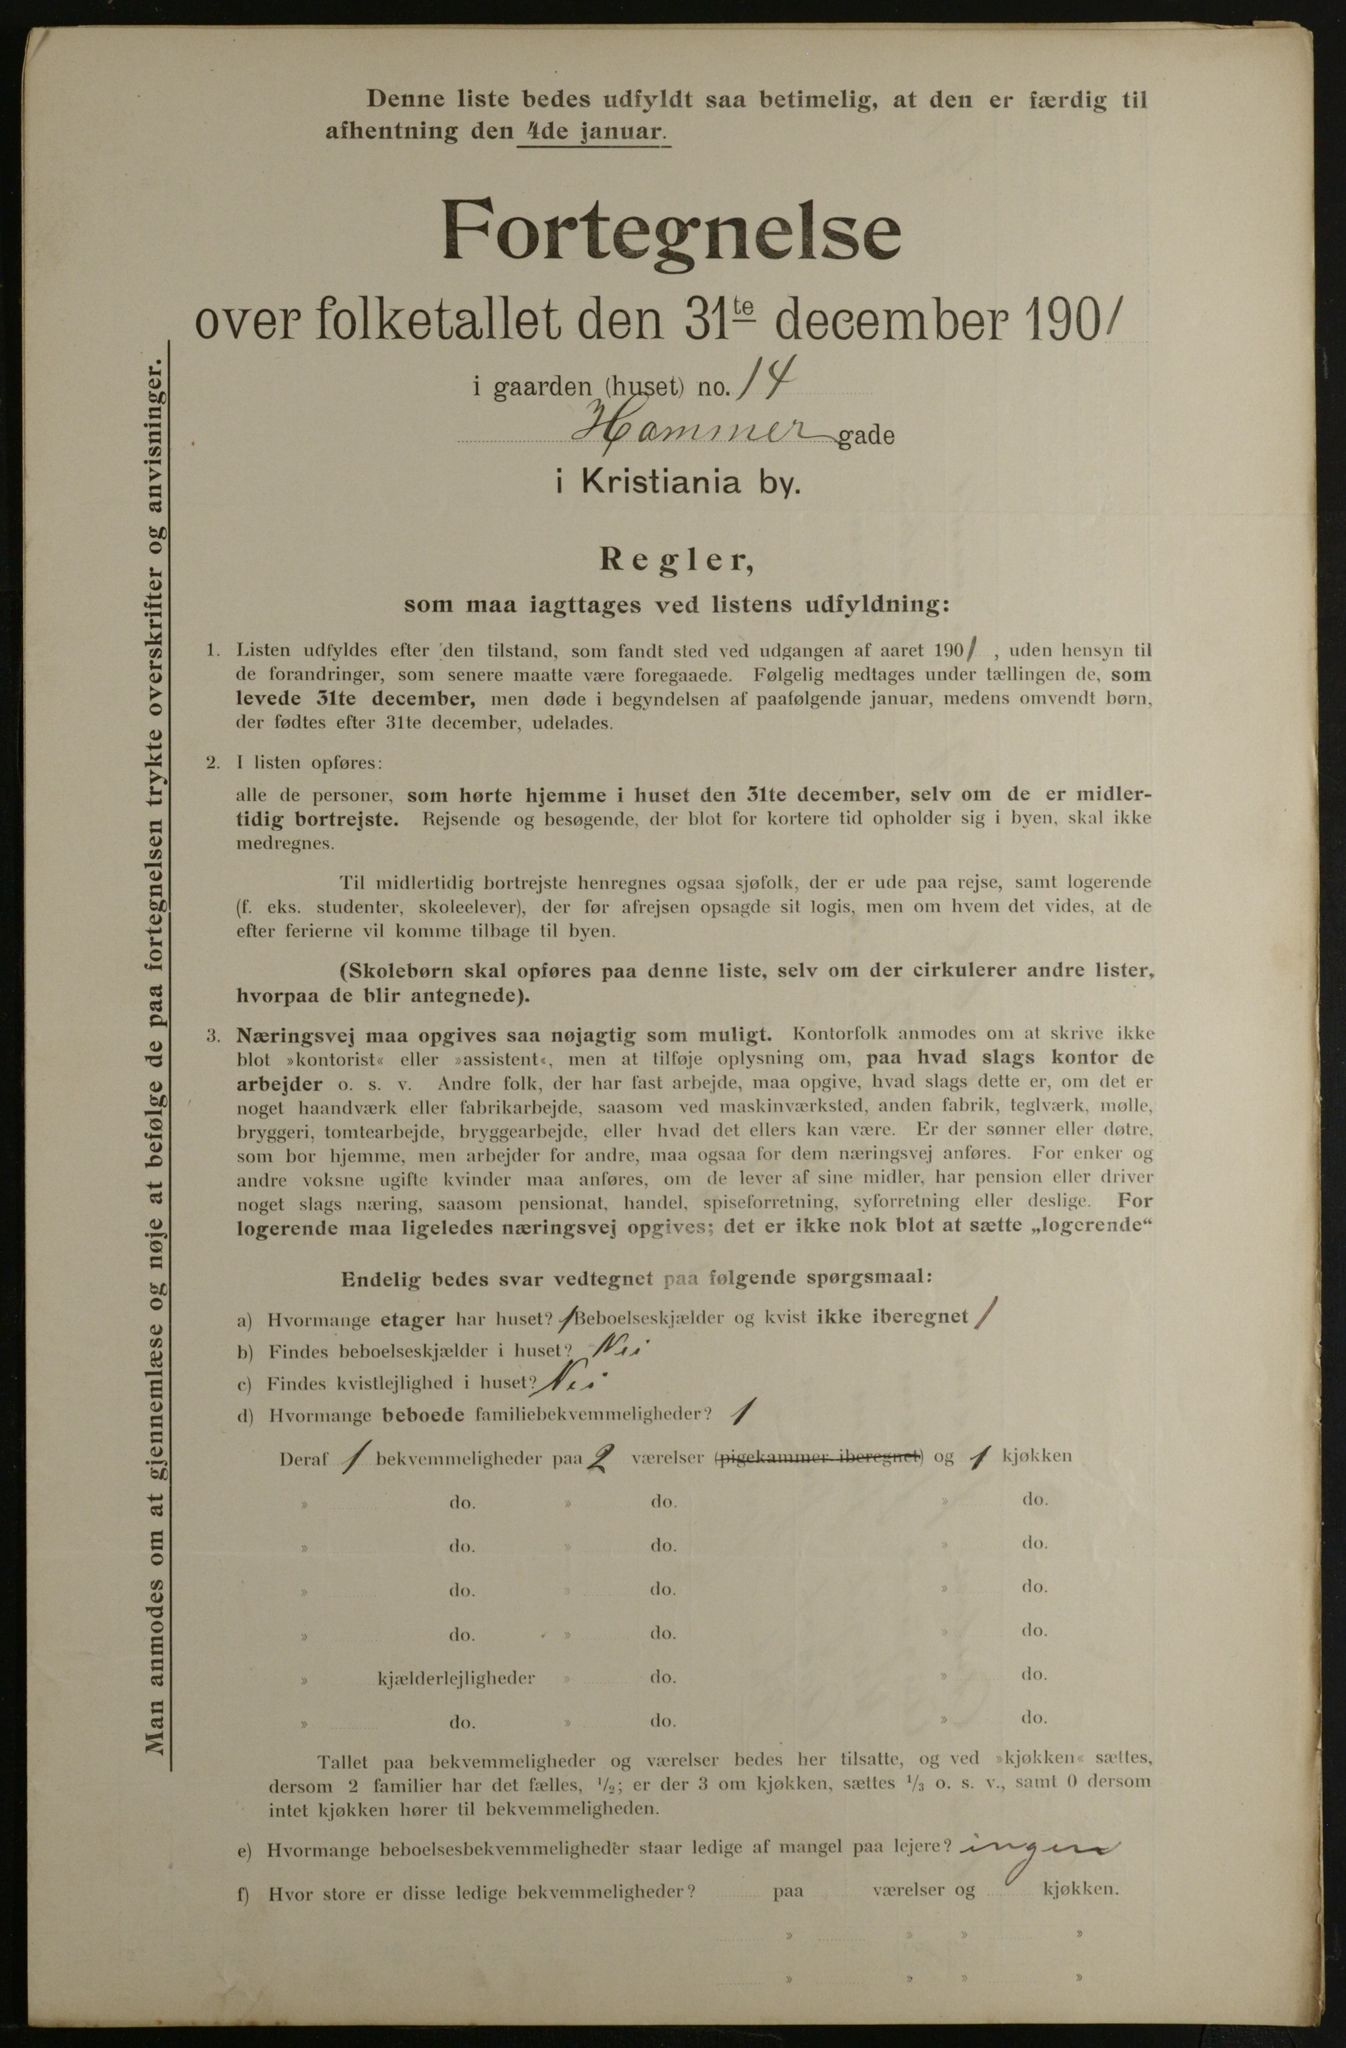 Denne liste bedes udfyldt saa betimelig, at den er færdig til
afhentning den 4de januar.
Fortegnelse
over folketallet den 31te december 1901
i gaarden (huset) no. 14
Hammergade
i Kristiania by.
Regler,
som maa iagttages ved listens udfyldning:
1. Listen udfyldes efter den tilstand, som fandt sted ved udgangen af aaret 1901 , uden hensyn til
de forandringer, som senere maatte være foregaaede. Følgelig medtages under tællingen de, som
levede 31te december, men døde i begyndelsen af paafølgende januar, medens omvendt børn,
der fødtes efter 31te december, udelades.
2. I listen opføres:
alle de personer, som hørte hjemme i huset den 31te december, selv om de er midler-
tidig bortrejste. Rejsende og besøgende, der blot for kortere tid opholder sig i byen, skal ikke
medregnes.
Til midlertidig bortrejste henregnes ogsaa sjøfolk, der er ude paa rejse, samt logerende
(f. eks. studenter, skoleelever), der før afrejsen opsagde sit logis, men om hvem det vides, at de
efter ferierne vil komme tilbage til byen.
(Skolebørn skal opføres paa denne liste, selv om der cirkulerer andre lister,
hvorpaa de blir antegnede).
3. Næringsvej maa opgives saa nøjagtig som muligt. Kontorfolk anmodes om at skrive ikke
blot »kontorist« eller »assistent«, men at tilføje oplysning om, paa hvad slags kontor de
arbejder o. s. v. Andre folk, der har fast arbejde, maa opgive, hvad slags dette er, om det er
noget haandværk eller fabrikarbejde, saasom ved maskinværksted, anden fabrik, teglværk, mølle,
bryggeri, tomtearbejde, bryggearbejde, eller hvad det ellers kan være. Er der sønner eller døtre,
som bor hjemme, men arbejder for andre, maa ogsaa for dem næringsvej anføres. For enker og
andre voksne ugifte kvinder maa anføres, om de lever af sine midler, har pension eller driver
noget slags næring, saasom pensionat, handel, spiseforretning, syforretning eller deslige. For
logerende maa ligeledes næringsvej opgives; det er ikke nok blot at sætte „logerende“
Endelig bedes svar vedtegnet paa følgende spørgsmaal:
a) Hvormange etager har huset? 1 Beboelseskjælder og kvist ikke iberegnet 1
b) Findes beboelseskjælder i huset? Nei
c) Findes kvistlejlighed i huset? Nei
d) Hvormange beboede familiebekvemmeligheder? 1
Deraf 1 bekvemmeligheder paa 2 værelser (pigekammer iberegnet) og 1 kjøkken
» do. » do. » do.
» do. » do. » do.
» do. » do. » do.
» do. » do. » do.
» kjælderlejligheder » do. » do.
» do. » do. » do.
Tallet paa bekvemmeligheder og værelser bedes her tilsatte, og ved »kjøkken« sættes,
dersom 2 familier har det fælles, 1/2; er der 3 om kjøkken, sættes 1/3 o. s. v., samt 0 dersom
intet kjøkken hører til bekvemmeligheden.
e) Hvormange beboelsesbekvemmeligheder staar ledige af mangel paa lejere? ingen
f) Hvor store er disse ledige bekvemmeligheder? paa værelser og kjøkken.
» » » »
» » » »
Man anmodes om at gjennemlæse og nøje at befølge de paa fortegnelsen trykte overskrifter og anvisninger.